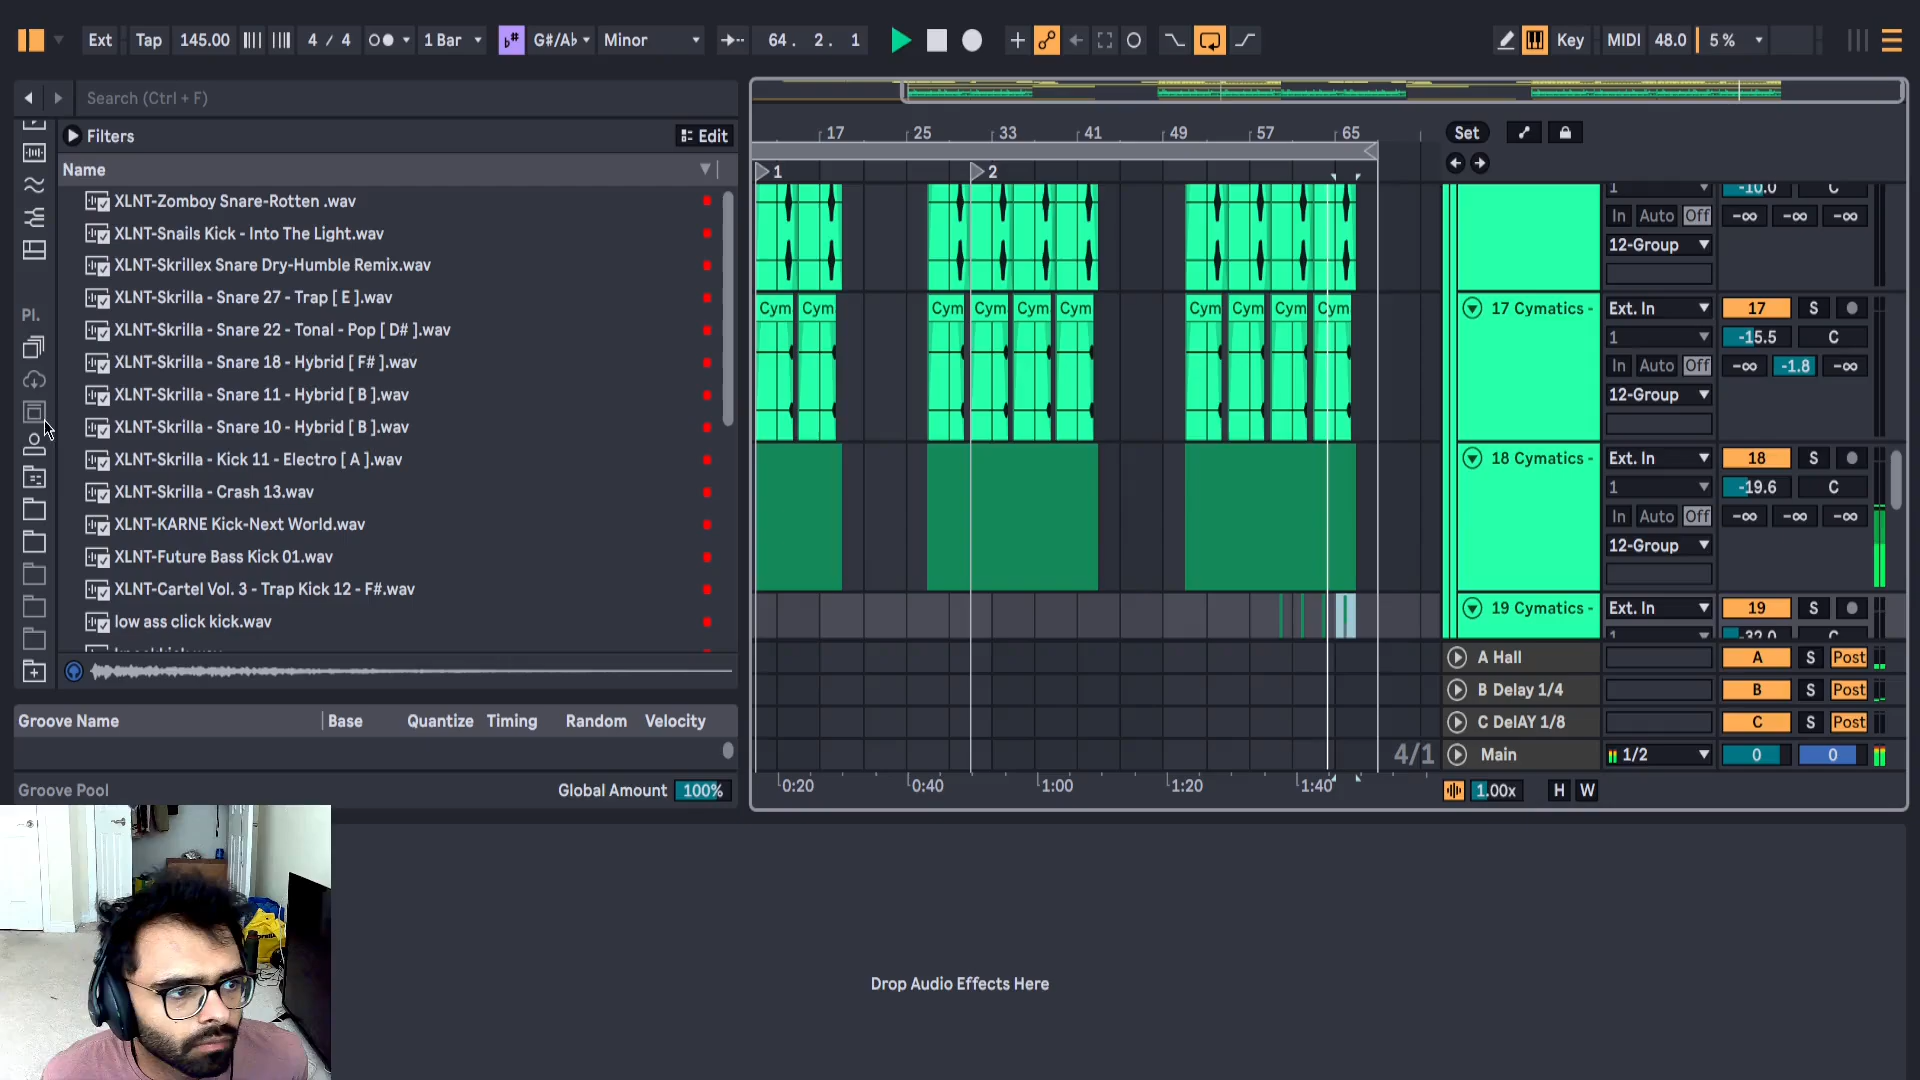 Ext Tap 145.00 4 / 4 1 Bar G#/A♭ Minor 64. 2. 1 Key MIDI 48.0 5 %
Search (Ctrl + F)
Filters Edit
Name
XLNT-Zomboy Snare-Rotten .wav
XLNT-Snails Kick - Into The Light.wav
XLNT-Skrillex Snare Dry-Humble Remix.wav
XLNT-Skrilla - Snare 27 - Trap [ E ].wav
XLNT-Skrilla - Snare 22 - Tonal - Pop [ D# ].wav
XLNT-Skrilla - Snare 18 - Hybrid [ F# ].wav
XLNT-Skrilla - Snare 11 - Hybrid [ B ].wav
XLNT-Skrilla - Snare 10 - Hybrid [ B ].wav
XLNT-Skrilla - Kick 11 - Electro [ A ].wav
XLNT-Skrilla - Crash 13.wav
XLNT-KARNE Kick-Next World.wav
XLNT-Future Bass Kick 01.wav
XLNT-Cartel Vol. 3 - Trap Kick 12 - F#.wav
low ass click kick.wav
Pl.
Groove Name Base Quantize Timing Random Velocity
Groove Pool Global Amount 100%
17 25 33 41 49 57 65
1 2
Cym Cym Cym Cym Cym Cym Cym Cym Cym Cym
0:20 0:40 1:00 1:20 1:40
4/1
Set
1 -10.0 C
In Auto Off -∞ -∞ -∞
12-Group
17 Cymatics - Ext. In 17 S
1 -15.5 C
In Auto Off -∞ -1.8 -∞
12-Group
18 Cymatics - Ext. In 18 S
1 -19.6 C
In Auto Off -∞ -∞ -∞
12-Group
19 Cymatics - Ext. In 19 S
1 -32.0 C
A Hall A S Post
B Delay 1/4 B S Post
C DelAY 1/8 C S Post
Main 1/2 0 0
1.00x H W
Drop Audio Effects Here